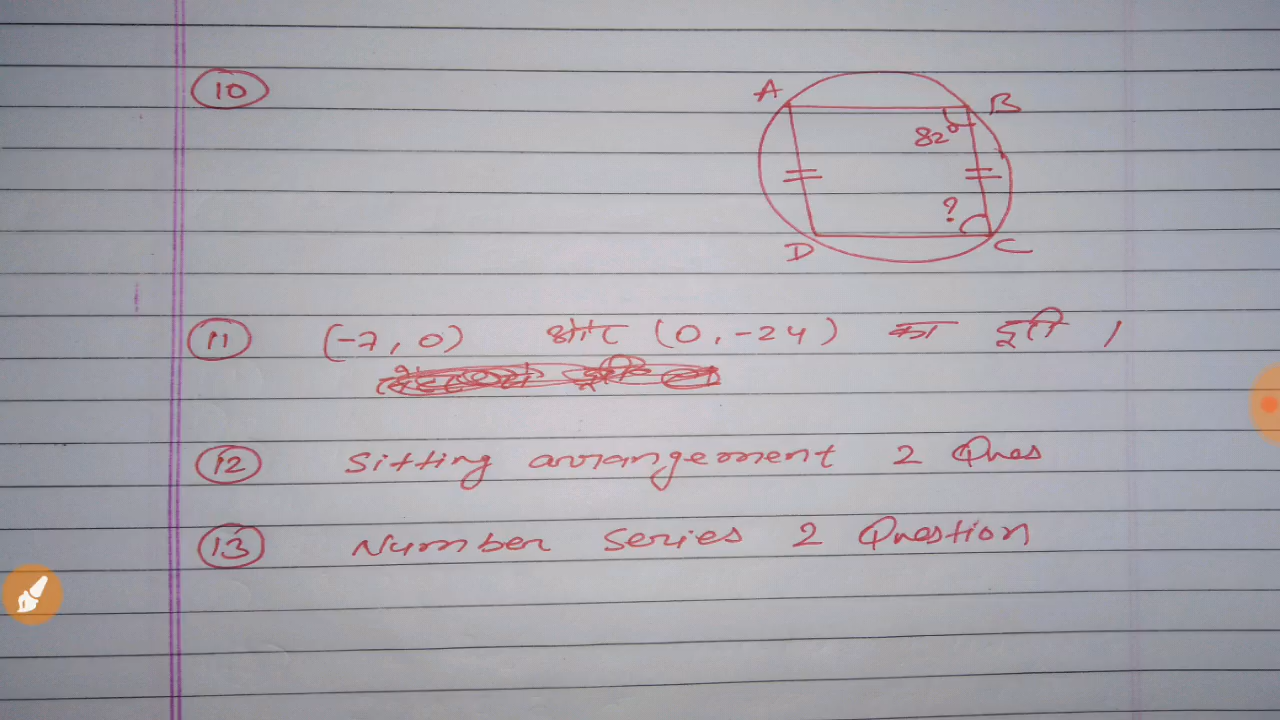 10
A B
82°
?
D C
11 (-7, 0) और (0, -24) का दूरी ।
12 Sitting arrangement 2 Ques
13 Number Series 2 Question